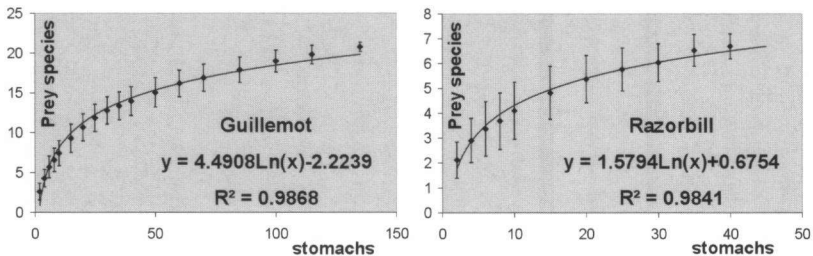 25
20
15
10
5
0
Prey species
Guillemot
y = 4.4908Ln(x)-2.2239
R² = 0.9868
0 50 100 150
stomachs
8
7
6
5
4
3
2
1
0
Prey species
Razorbill
y = 1.5794Ln(x)+0.6754
R² = 0.9841
0 10 20 30 40 50
stomachs